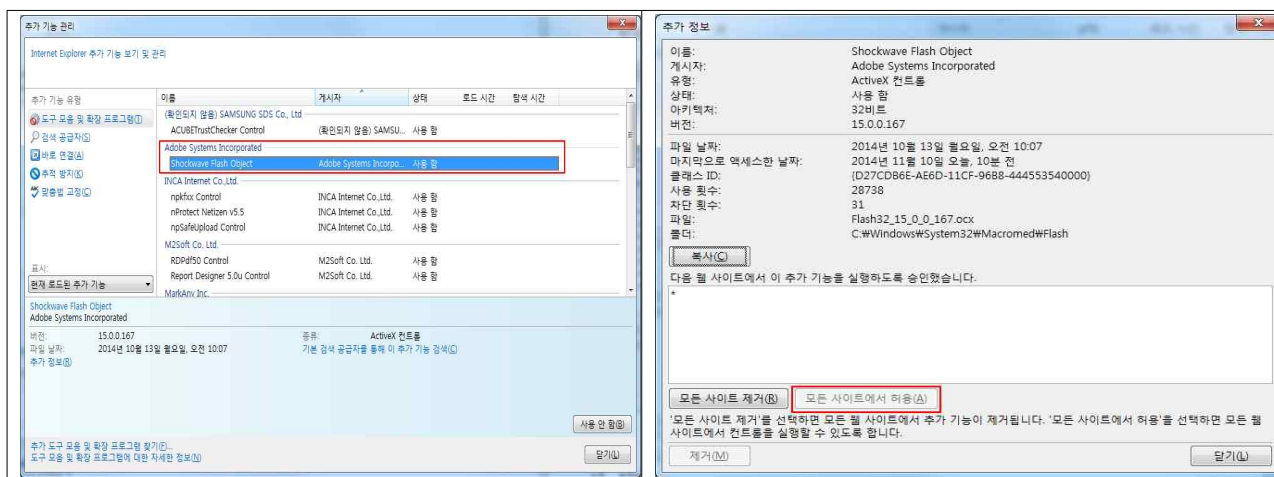 추가 기능 관리
Internet Explorer 추가 기능 보기 및 관리
추가 기능 유형
도구 모음 및 확장 프로그램(T)
검색 공급자(S)
바로 연결(A)
추적 방지(K)
맞춤법 교정(C)
표시:
현재 로드된 추가 기능
이름 게시자 상태 로드 시간 탐색 시간
(확인되지 않음) SAMSUNG SDS Co., Ltd
ACUBETrustChecker Control (확인되지 않음) SAMSU... 사용 함
Adobe Systems Incorporated
Shockwave Flash Object Adobe Systems Incorpo... 사용 함
INCA Internet Co.,Ltd.
npkfxx Control INCA Internet Co.,Ltd. 사용 함
nProtect Netizen v5.5 INCA Internet Co.,Ltd. 사용 함
npSafeUpload Control INCA Internet Co.,Ltd. 사용 함
M2Soft Co. Ltd.
RDPdf50 Control M2Soft Co. Ltd. 사용 함
Report Designer 5.0u Control M2Soft Co. Ltd. 사용 함
MarkAny Inc.
Shockwave Flash Object
Adobe Systems Incorporated
버전: 15.0.0.167 종류: ActiveX 컨트롤
파일 날짜: 2014년 10월 13일 월요일, 오전 10:07 기본 검색 공급자를 통해 이 추가 기능 검색(C)
추가 정보(R)
사용 안 함(B)
추가 도구 모음 및 확장 프로그램 찾기(F)...
도구 모음 및 확장 프로그램에 대한 자세한 정보(N)
닫기(L)
추가 정보
이름: Shockwave Flash Object
게시자: Adobe Systems Incorporated
유형: ActiveX 컨트롤
상태: 사용 함
아키텍처: 32비트
버전: 15.0.0.167
파일 날짜: 2014년 10월 13일 월요일, 오전 10:07
마지막으로 액세스한 날짜: 2014년 11월 10일 오늘, 10분 전
클래스 ID: {D27CDB6E-AE6D-11CF-96B8-444553540000}
사용 횟수: 28738
차단 횟수: 31
파일: Flash32_15_0_0_167.ocx
폴더: C:₩Windows₩System32₩Macromed₩Flash
복사(C)
다음 웹 사이트에서 이 추가 기능을 실행하도록 승인했습니다.
*
모든 사이트 제거(R) 모든 사이트에서 허용(A)
'모든 사이트 제거'를 선택하면 모든 웹 사이트에서 추가 기능이 제거됩니다. '모든 사이트에서 허용'을 선택하면 모든 웹
사이트에서 컨트롤을 실행할 수 있도록 합니다.
제거(M) 닫기(L)